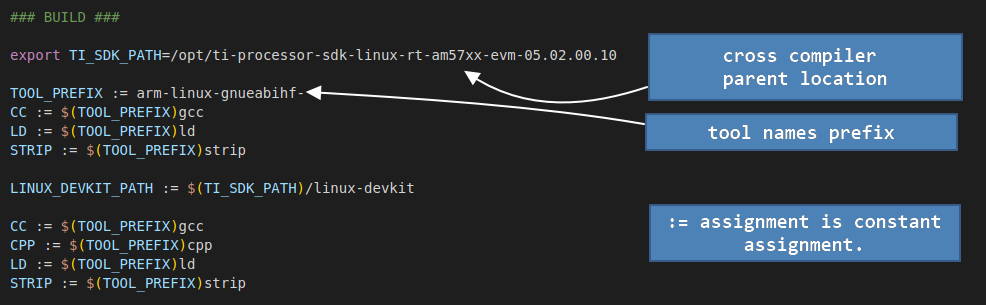 ### BUILD ###
export TI_SDK_PATH=/opt/ti-processor-sdk-linux-rt-am57xx-evm-05.02.00.10
cross compiler
parent location
TOOL_PREFIX := arm-linux-gnueabihf-
CC := $(TOOL_PREFIX)gcc
LD := $(TOOL_PREFIX)ld
STRIP := $(TOOL_PREFIX)strip
tool names prefix
LINUX_DEVKIT_PATH := $(TI_SDK_PATH)/linux-devkit
CC := $(TOOL_PREFIX)gcc
CPP := $(TOOL_PREFIX)cpp
LD := $(TOOL_PREFIX)ld
STRIP := $(TOOL_PREFIX)strip
:= assignment is constant
assignment.